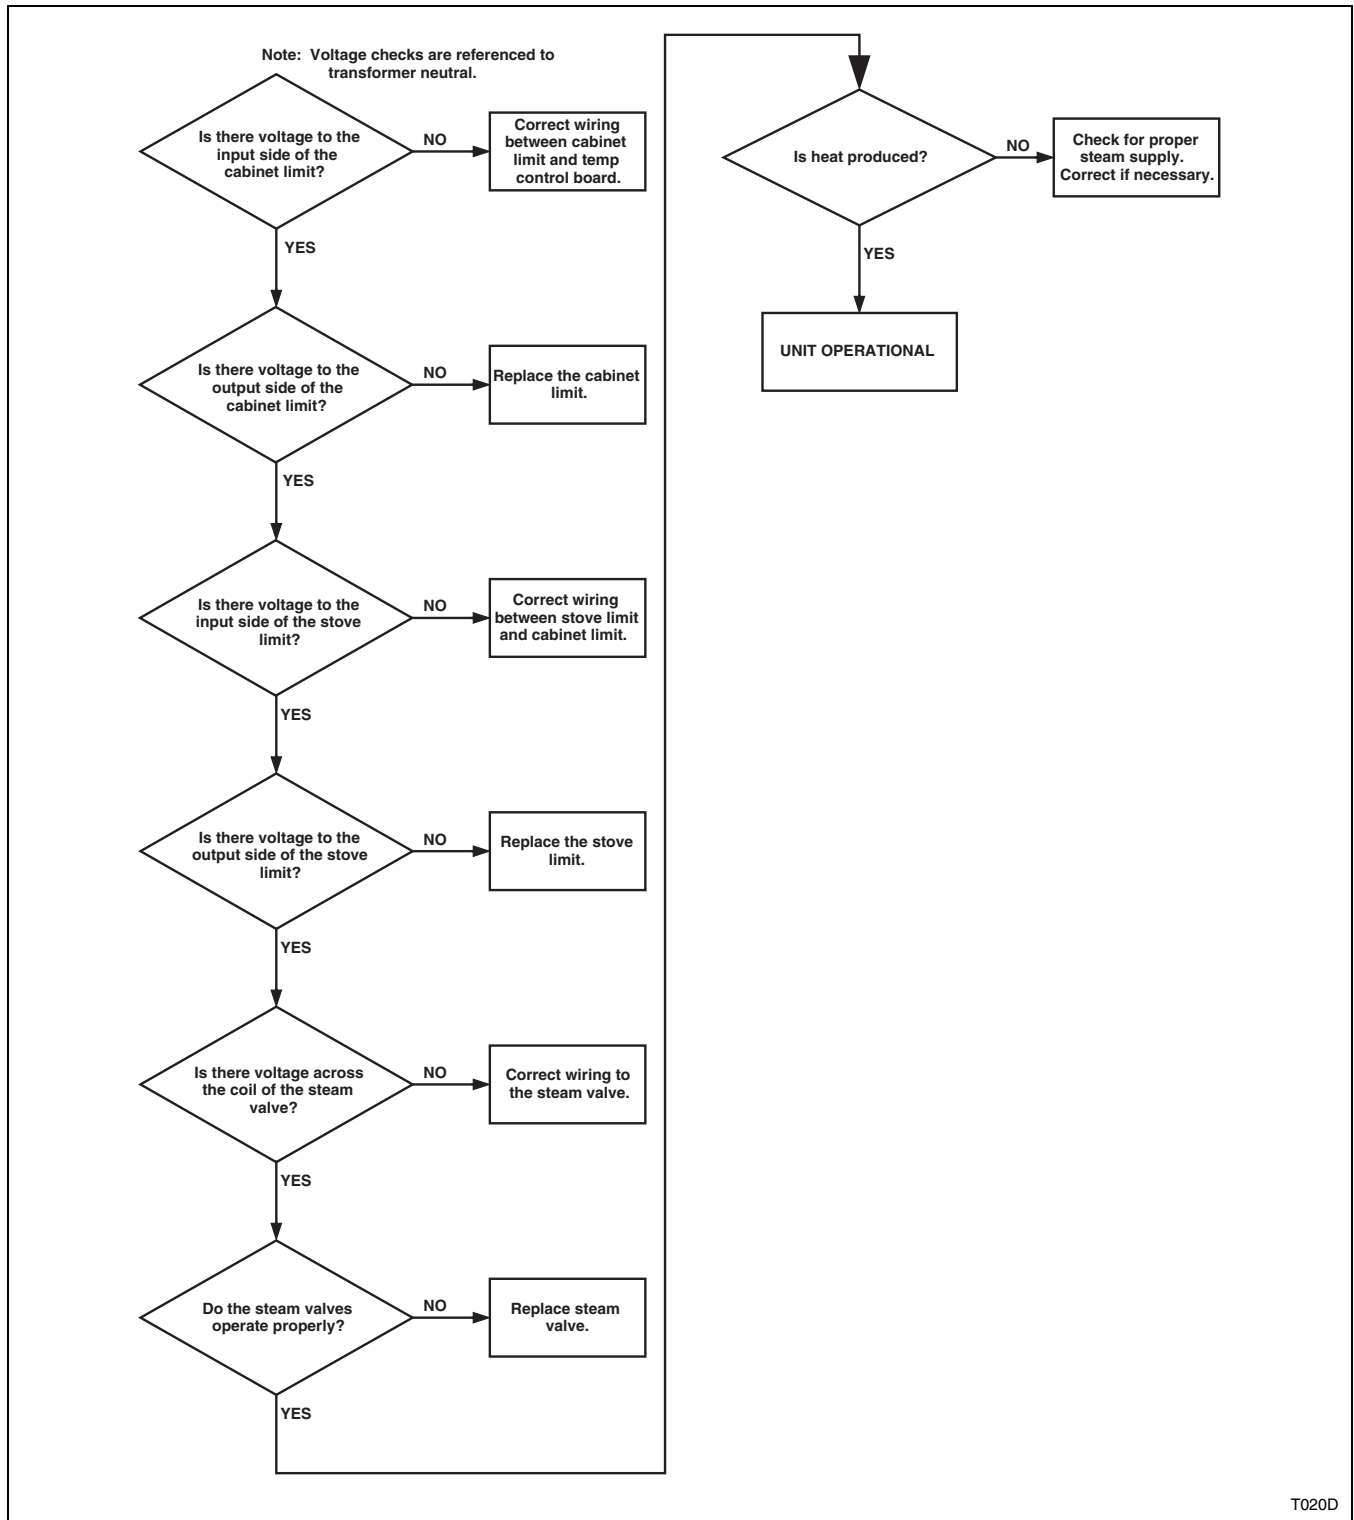 Note:  Voltage checks are referenced to
transformer neutral.
Is there voltage to the
input side of the
cabinet limit?
NO
Correct wiring
between cabinet
limit and temp
control board.
YES
Is there voltage to the
output side of the
cabinet limit?
NO
Replace the cabinet
limit.
YES
Is there voltage to the
input side of the stove
limit?
NO
Correct wiring
between stove limit
and cabinet limit.
YES
Is there voltage to the
output side of the stove
limit?
NO
Replace the stove
limit.
YES
Is there voltage across
the coil of the steam
valve?
NO
Correct wiring to
the steam valve.
YES
Do the steam valves
operate properly?
NO
Replace steam
valve.
YES
Is heat produced?
NO
Check for proper
steam supply.
Correct if necessary.
YES
UNIT OPERATIONAL
T020D